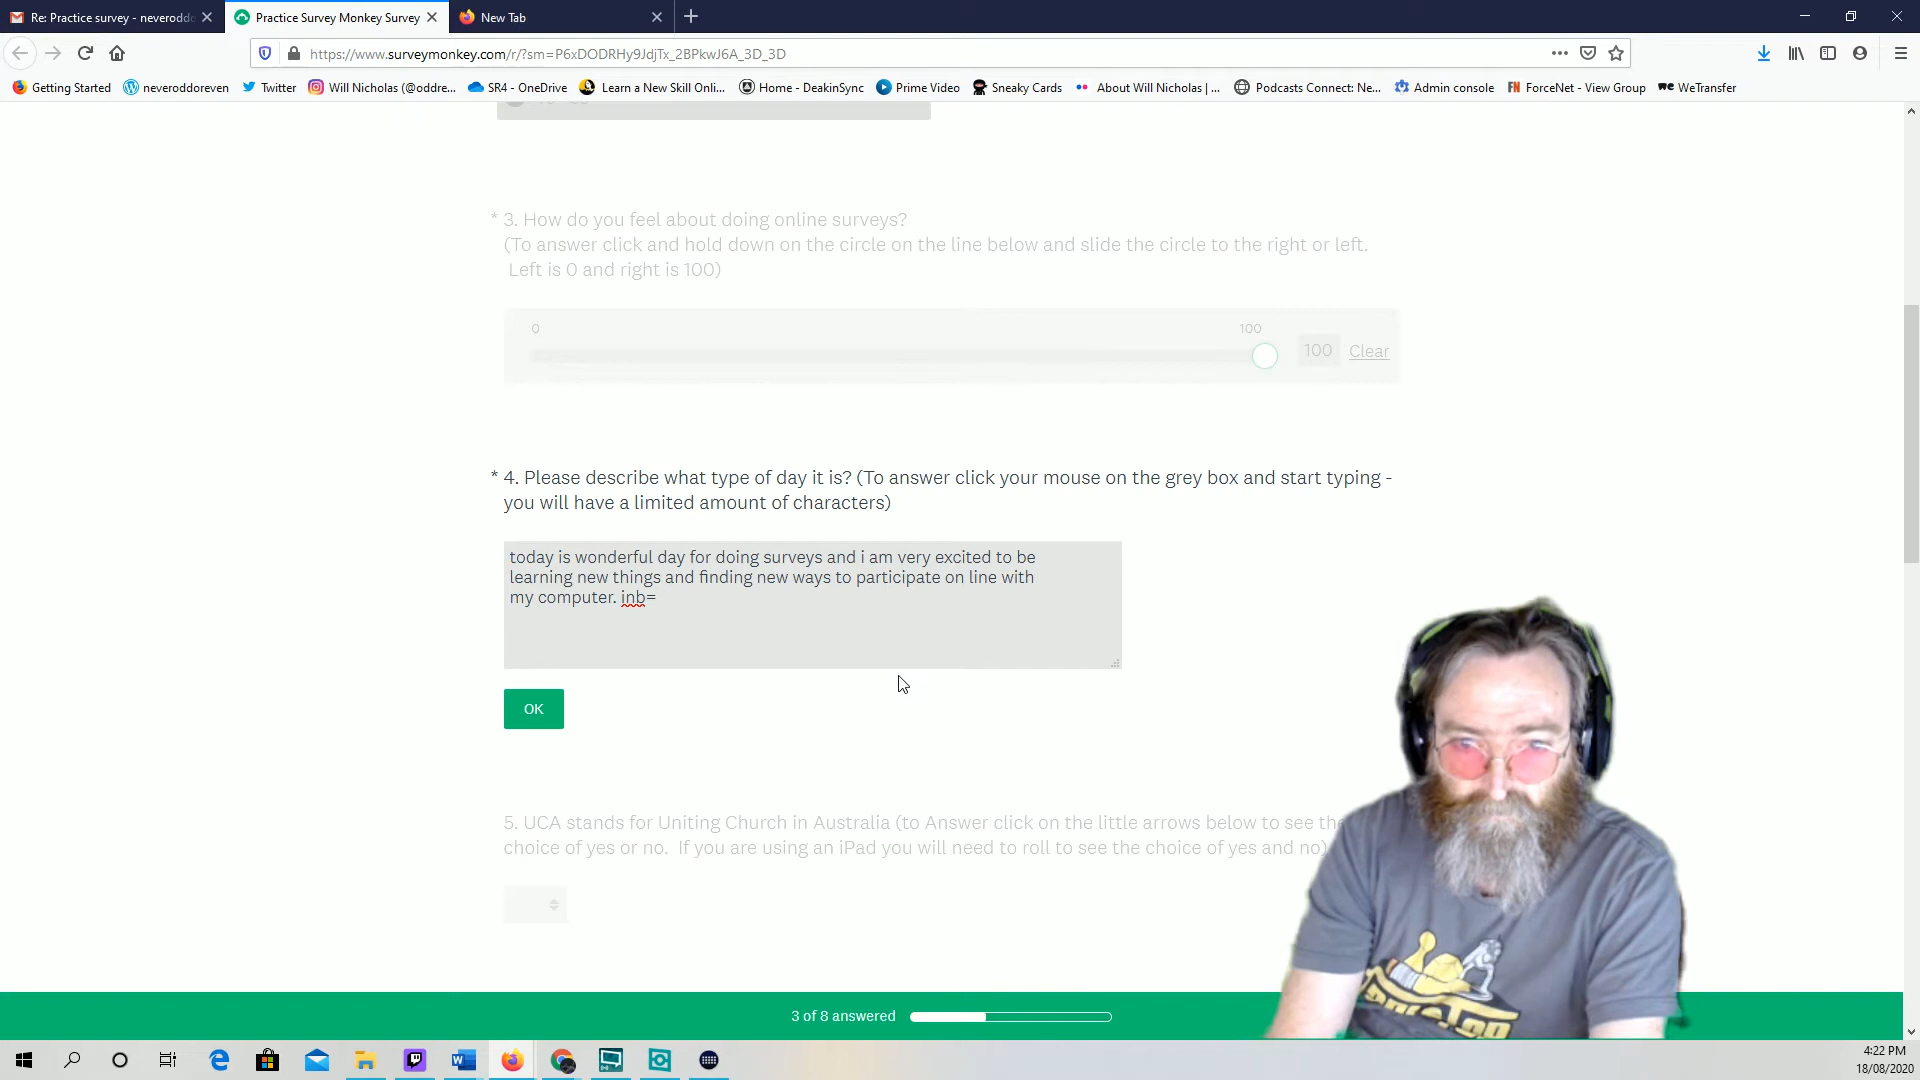 Re: Practice survey - neveroddo
Practice Survey Monkey Survey
New Tab
https://www.surveymonkey.com/r/?sm=P6xDODRHy9JdjTx_2BPkwJ6A_3D_3D
Getting Started
neveroddoreven
Twitter
Will Nicholas (@oddre...
SR4 - OneDrive
Learn a New Skill Onli...
Home - DeakinSync
Prime Video
Sneaky Cards
About Will Nicholas | ...
Podcasts Connect: Ne...
Admin console
FN ForceNet - View Group
WeTransfer
* 3. How do you feel about doing online surveys?
(To answer click and hold down on the circle on the line below and slide the circle to the right or left.
Left is 0 and right is 100)
0
100
100
Clear
* 4. Please describe what type of day it is? (To answer click your mouse on the grey box and start typing -
you will have a limited amount of characters)
today is wonderful day for doing surveys and i am very excited to be
learning new things and finding new ways to participate on line with
my computer. inb=
OK
5. UCA stands for Uniting Church in Australia (to Answer click on the little arrows below to see the
choice of yes or no. If you are using an iPad you will need to roll to see the choice of yes and no)
3 of 8 answered
4:22 PM
18/08/2020